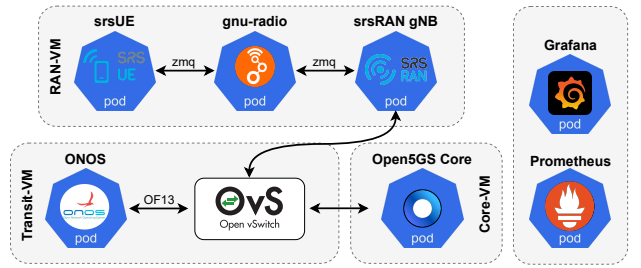 srsUE
gnu-radio
srsRAN gNB
Grafana
RAN-VM
SRS
UE
zmq
zmq
SRS
RAN
pod
pod
pod
pod
ONOS
Open5GS Core
Prometheus
Transit-VM
onos
OF13
OvS
Open vSwitch
Core-VM
pod
pod
pod